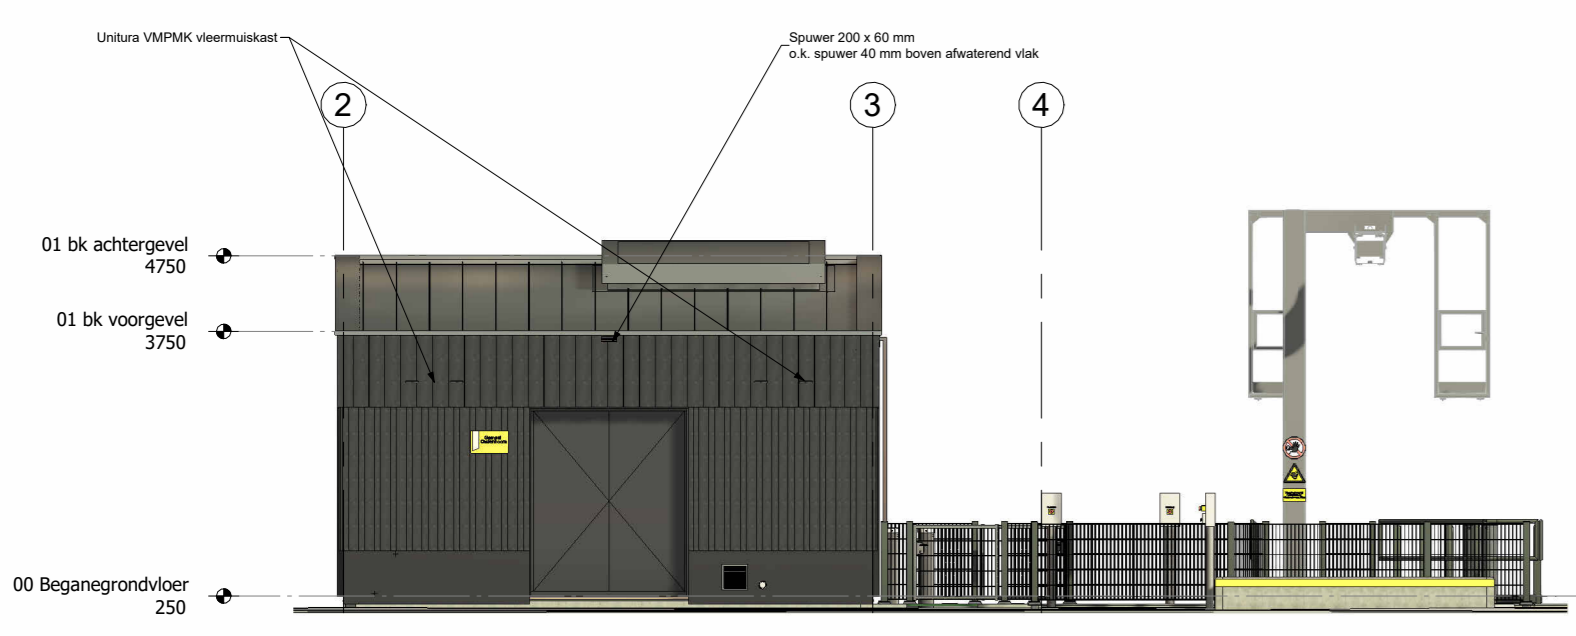 Unitura VMPMK vleermuiskast
Spuwer 200 x 60 mm
o.k. spuwer 40 mm boven afwaterend vlak
2
3
4
01 bk achtergevel
4750
01 bk voorgevel
3750
00 Beganegrondvloer
250